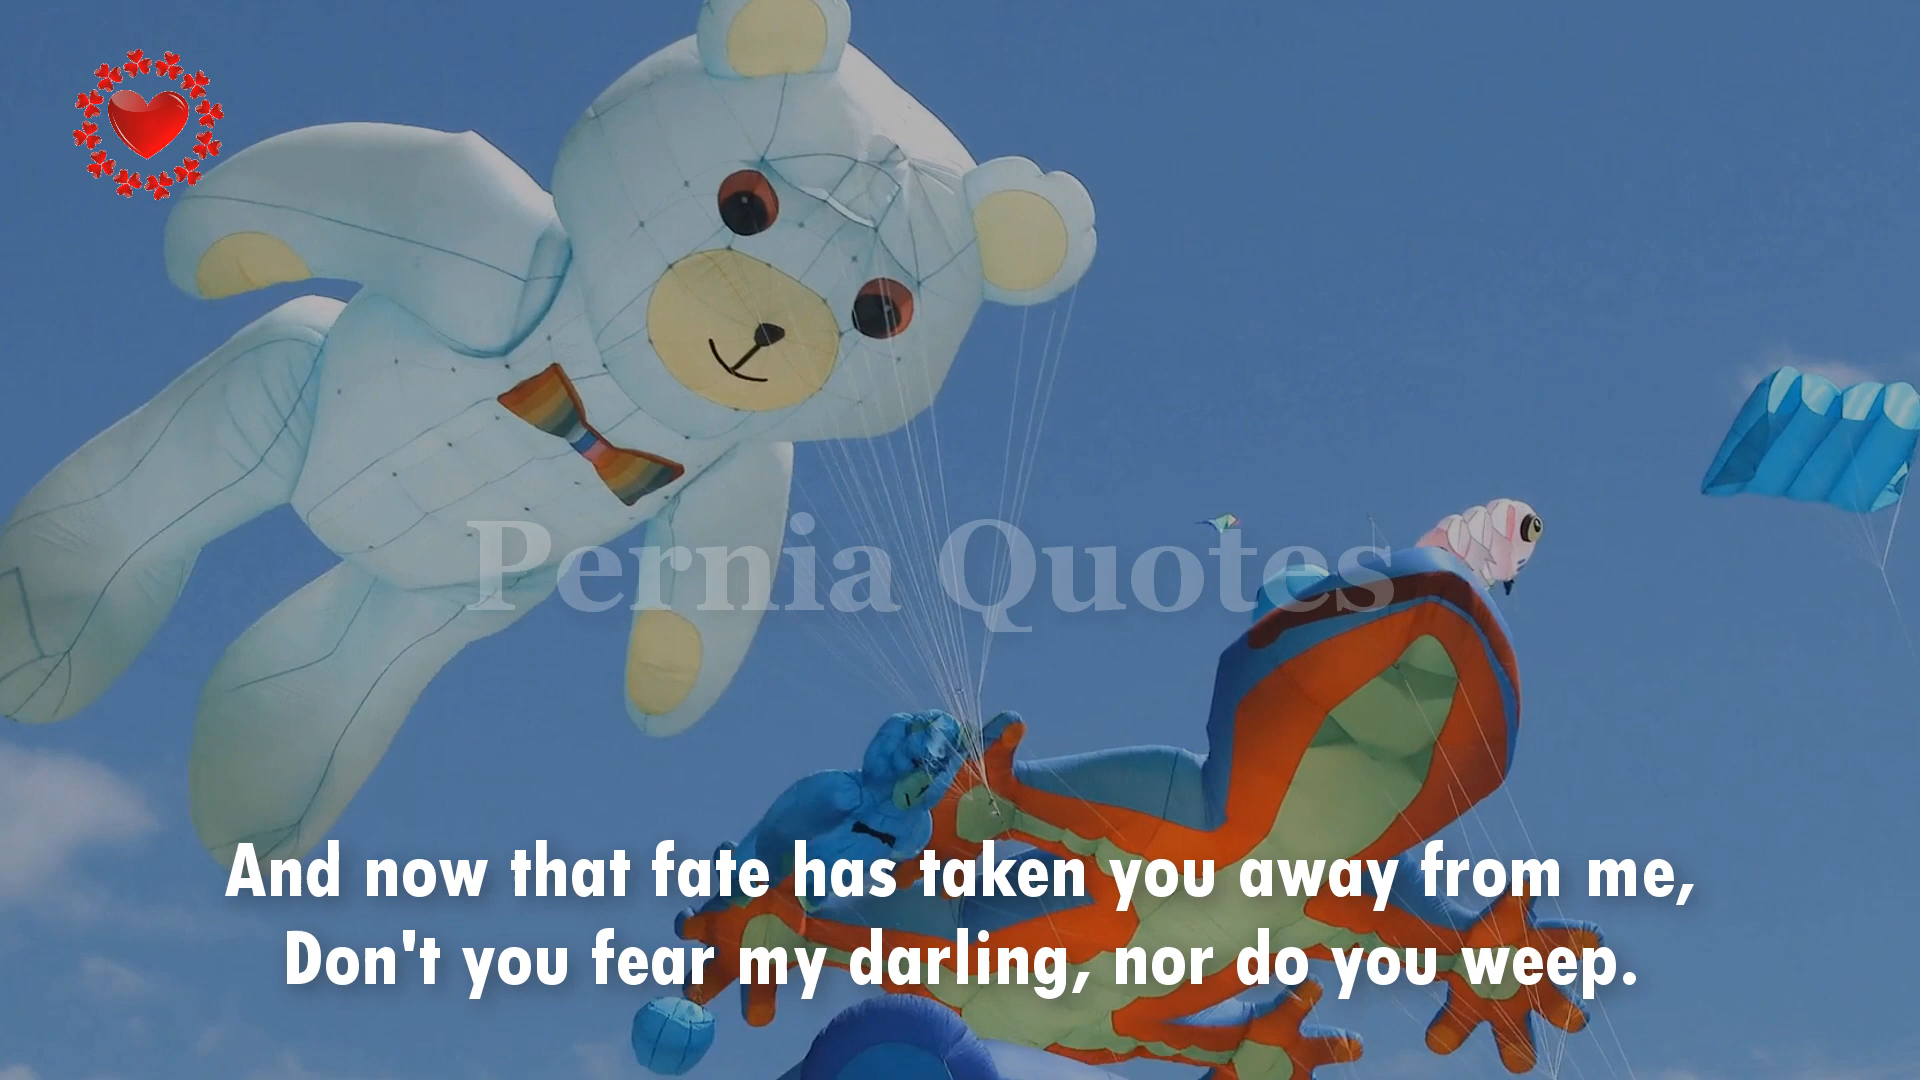 Pernia Quotes
And now that fate has taken you away from me,
Don't you fear my darling, nor do you weep.